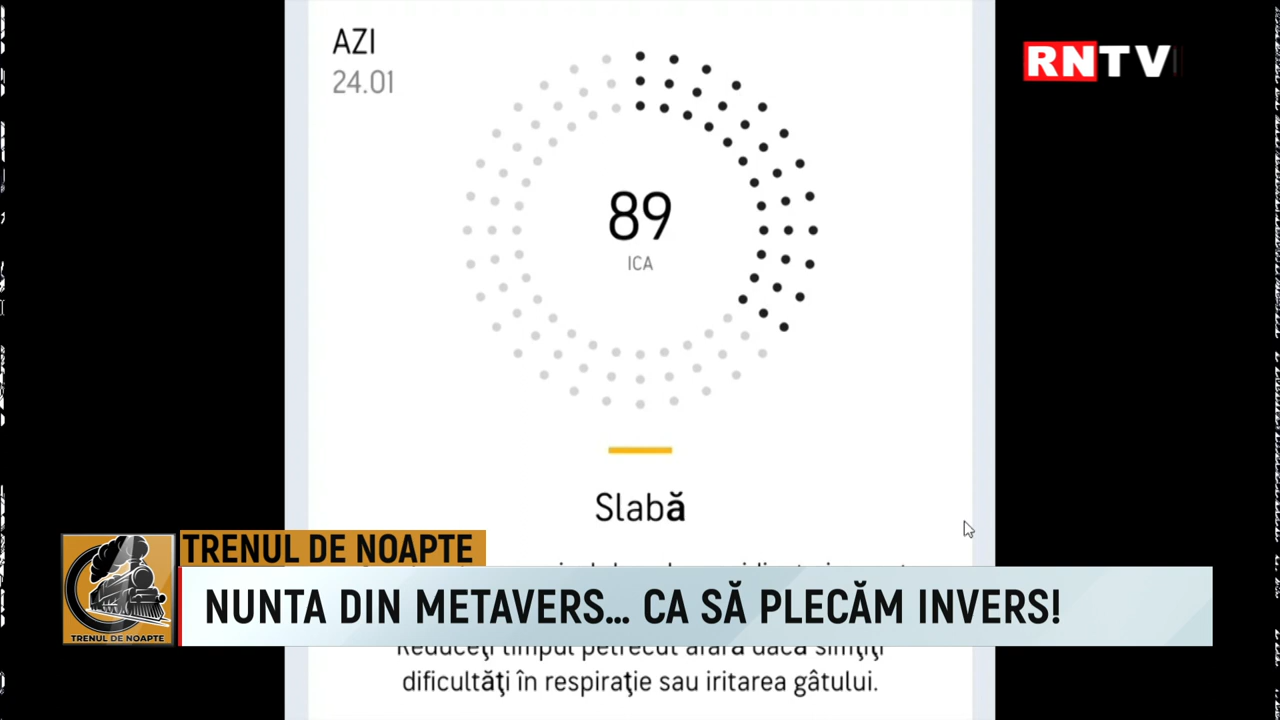 AZI
24.01
RNTV
89
ICA
Slabă
TRENUL DE NOAPTE
NUNTA DIN METAVERS... CA SĂ PLECĂM INVERS!
TRENUL DE NOAPTE
Reduceţi timpul petrecut afară dacă simţiţi
dificultăţi în respiraţie sau iritarea gâtului.